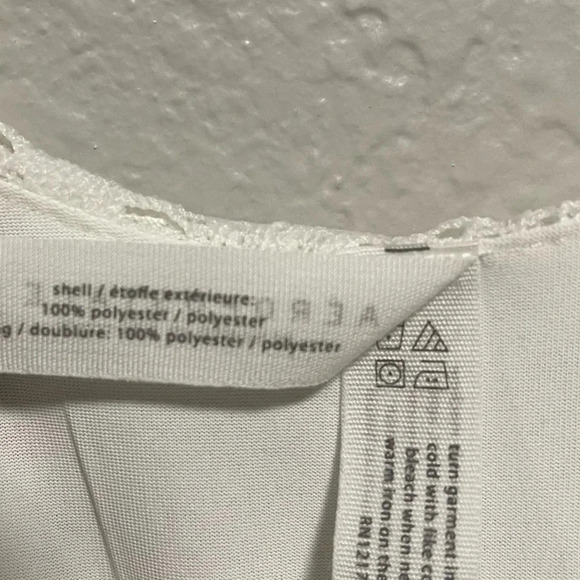 shell / étoffe extérieure:
100% polyester / polyester
g / doublure: 100% polyester / polyester
turn garment
cold with like c
bleach when n
warm iron on the
RN1217